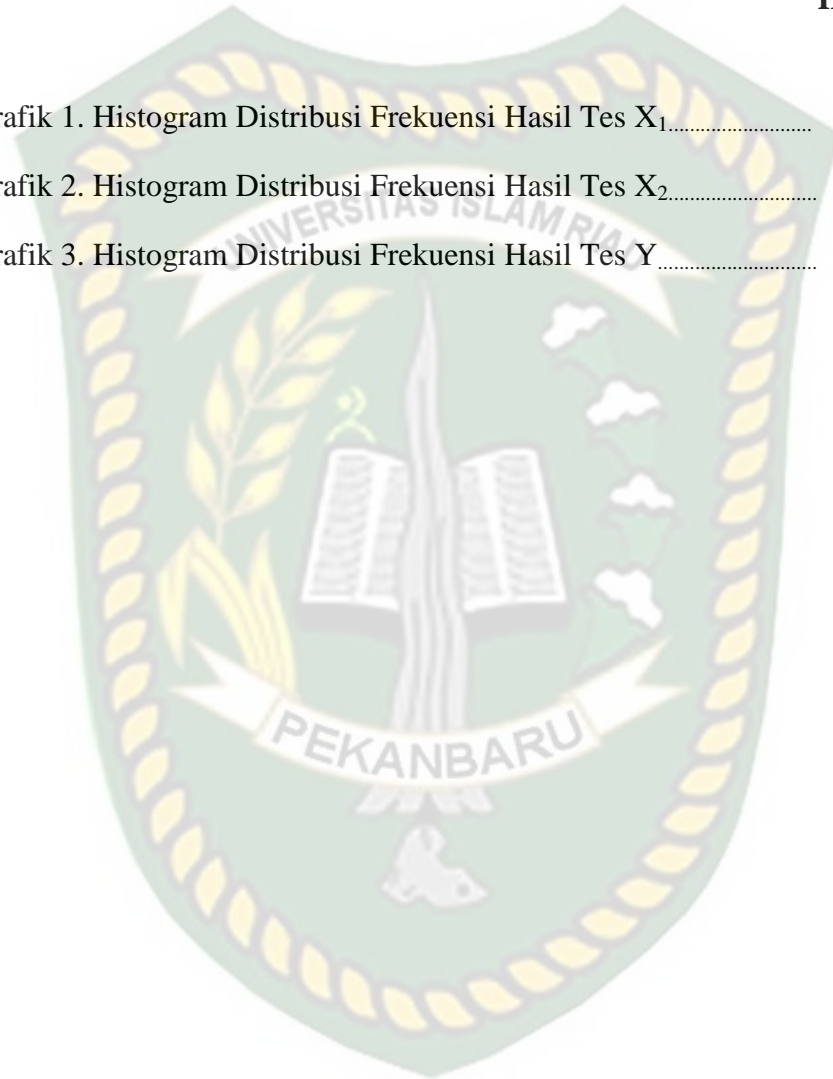 rafik 1. Histogram Distribusi Frekuensi Hasil Tes X₁............................
rafik 2. Histogram Distribusi Frekuensi Hasil Tes X₂............................
UNIVERSITAS ISLAM RIAU
rafik 3. Histogram Distribusi Frekuensi Hasil Tes Y..............................
PEKANBARU